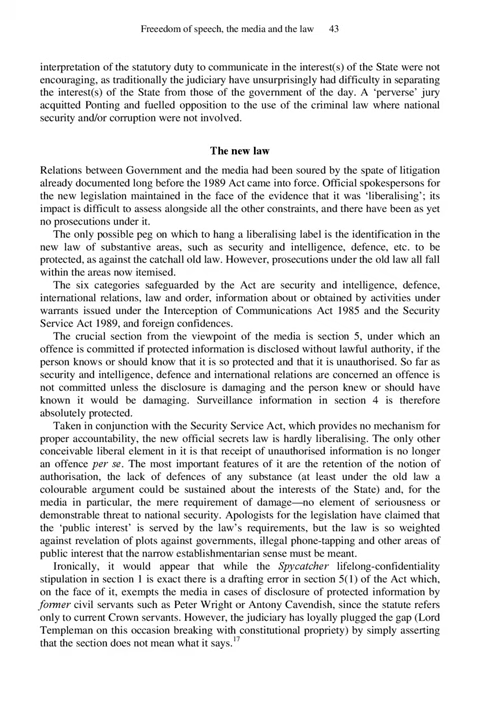 Freeedom of speech, the media and the law 43
interpretation of the statutory duty to communicate in the interest(s) of the State were not
encouraging, as traditionally the judiciary have unsurprisingly had difficulty in separating
the interest(s) of the State from those of the government of the day. A ‘perverse’ jury
acquitted Ponting and fuelled opposition to the use of the criminal law where national
security and/or corruption were not involved.
The new law
Relations between Government and the media had been soured by the spate of litigation
already documented long before the 1989 Act came into force. Official spokespersons for
the new legislation maintained in the face of the evidence that it was ‘liberalising’; its
impact is difficult to assess alongside all the other constraints, and there have been as yet
no prosecutions under it.
The only possible peg on which to hang a liberalising label is the identification in the
new law of substantive areas, such as security and intelligence, defence, etc. to be
protected, as against the catchall old law. However, prosecutions under the old law all fall
within the areas now itemised.
The six categories safeguarded by the Act are security and intelligence, defence,
international relations, law and order, information about or obtained by activities under
warrants issued under the Interception of Communications Act 1985 and the Security
Service Act 1989, and foreign confidences.
The crucial section from the viewpoint of the media is section 5, under which an
offence is committed if protected information is disclosed without lawful authority, if the
person knows or should know that it is so protected and that it is unauthorised. So far as
security and intelligence, defence and international relations are concerned an offence is
not committed unless the disclosure is damaging and the person knew or should have
known it would be damaging. Surveillance information in section 4 is therefore
absolutely protected.
Taken in conjunction with the Security Service Act, which provides no mechanism for
proper accountability, the new official secrets law is hardly liberalising. The only other
conceivable liberal element in it is that receipt of unauthorised information is no longer
an offence per se. The most important features of it are the retention of the notion of
authorisation, the lack of defences of any substance (at least under the old law a
colourable argument could be sustained about the interests of the State) and, for the
media in particular, the mere requirement of damage—no element of seriousness or
demonstrable threat to national security. Apologists for the legislation have claimed that
the ‘public interest’ is served by the law’s requirements, but the law is so weighted
against revelation of plots against governments, illegal phone-tapping and other areas of
public interest that the narrow establishmentarian sense must be meant.
Ironically, it would appear that while the Spycatcher lifelong-confidentiality
stipulation in section 1 is exact there is a drafting error in section 5(1) of the Act which,
on the face of it, exempts the media in cases of disclosure of protected information by
former civil servants such as Peter Wright or Antony Cavendish, since the statute refers
only to current Crown servants. However, the judiciary has loyally plugged the gap (Lord
Templeman on this occasion breaking with constitutional propriety) by simply asserting
that the section does not mean what it says.17